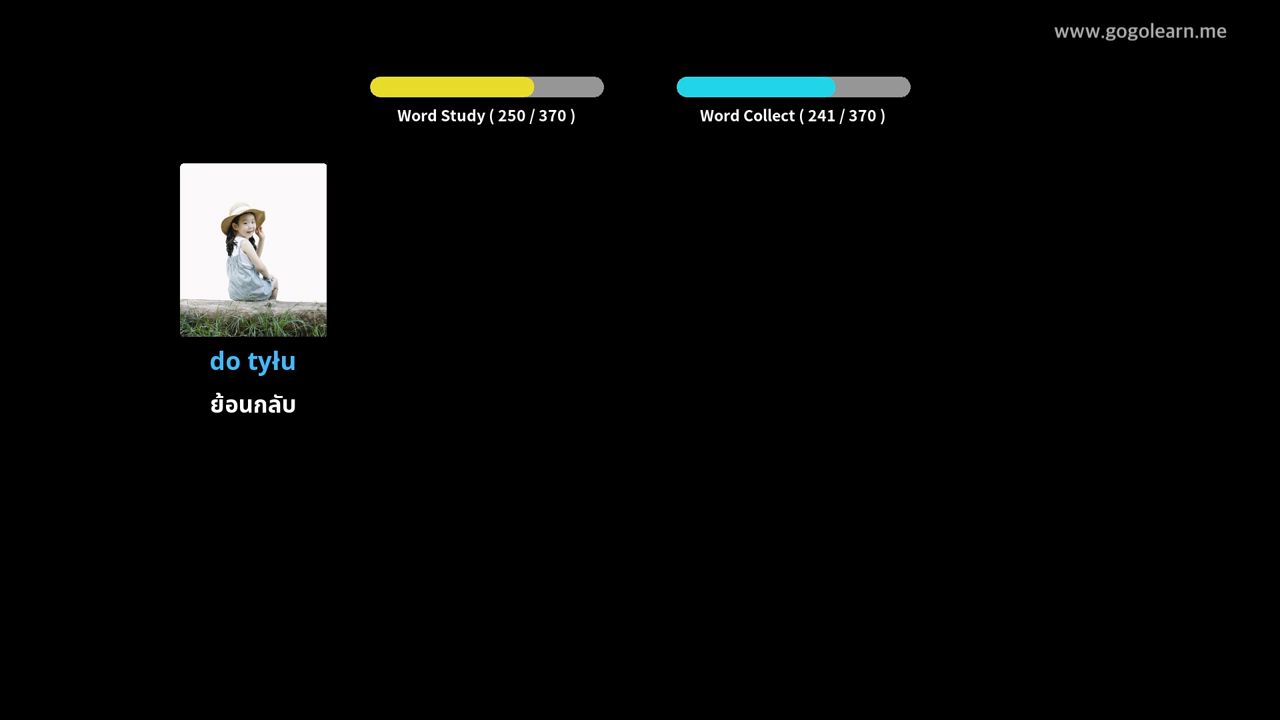 www.gogolearn.me
Word Study ( 250 / 370 )
Word Collect ( 241 / 370 )
do tyłu
ย้อนกลับ